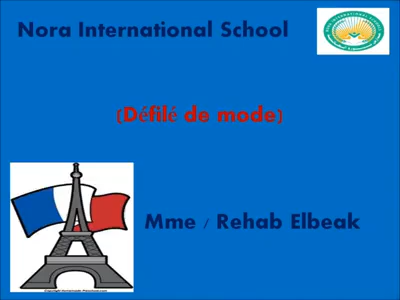 Nora International School
(Défilé de mode)
Mme / Rehab Elbeak